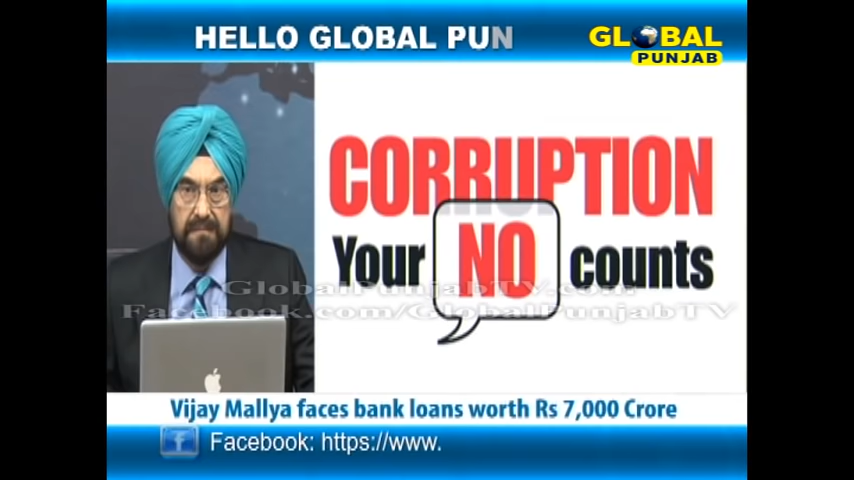 HELLO GLOBAL PUN
GLOBAL
PUNJAB
CORRUPTION
Your NO counts
GlobalPunjabTV.com
Facebook.com/GlobalPunjabTV
Vijay Mallya faces bank loans worth Rs 7,000 Crore
f Facebook: https://www.